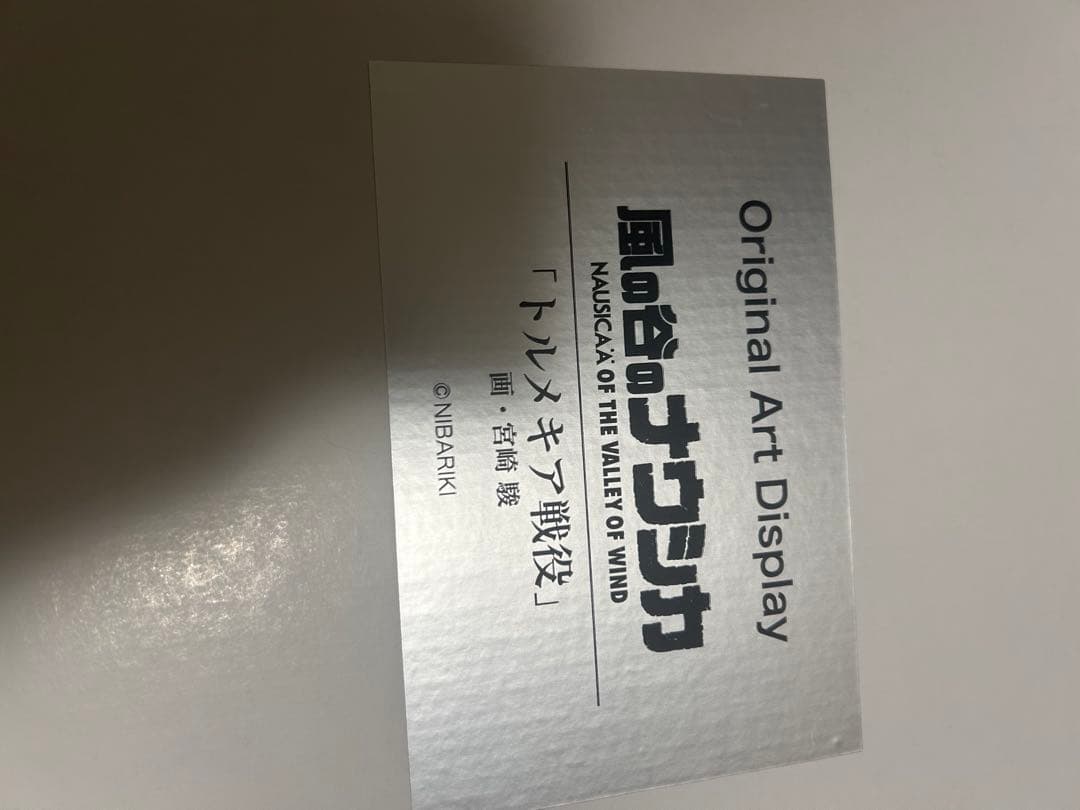 Original Art Display
風の谷のナウシカ
NAUSICAÄ OF THE VALLEY OF WIND
「トルメキア戦役」
画・宮崎 駿
©NIBARIKI